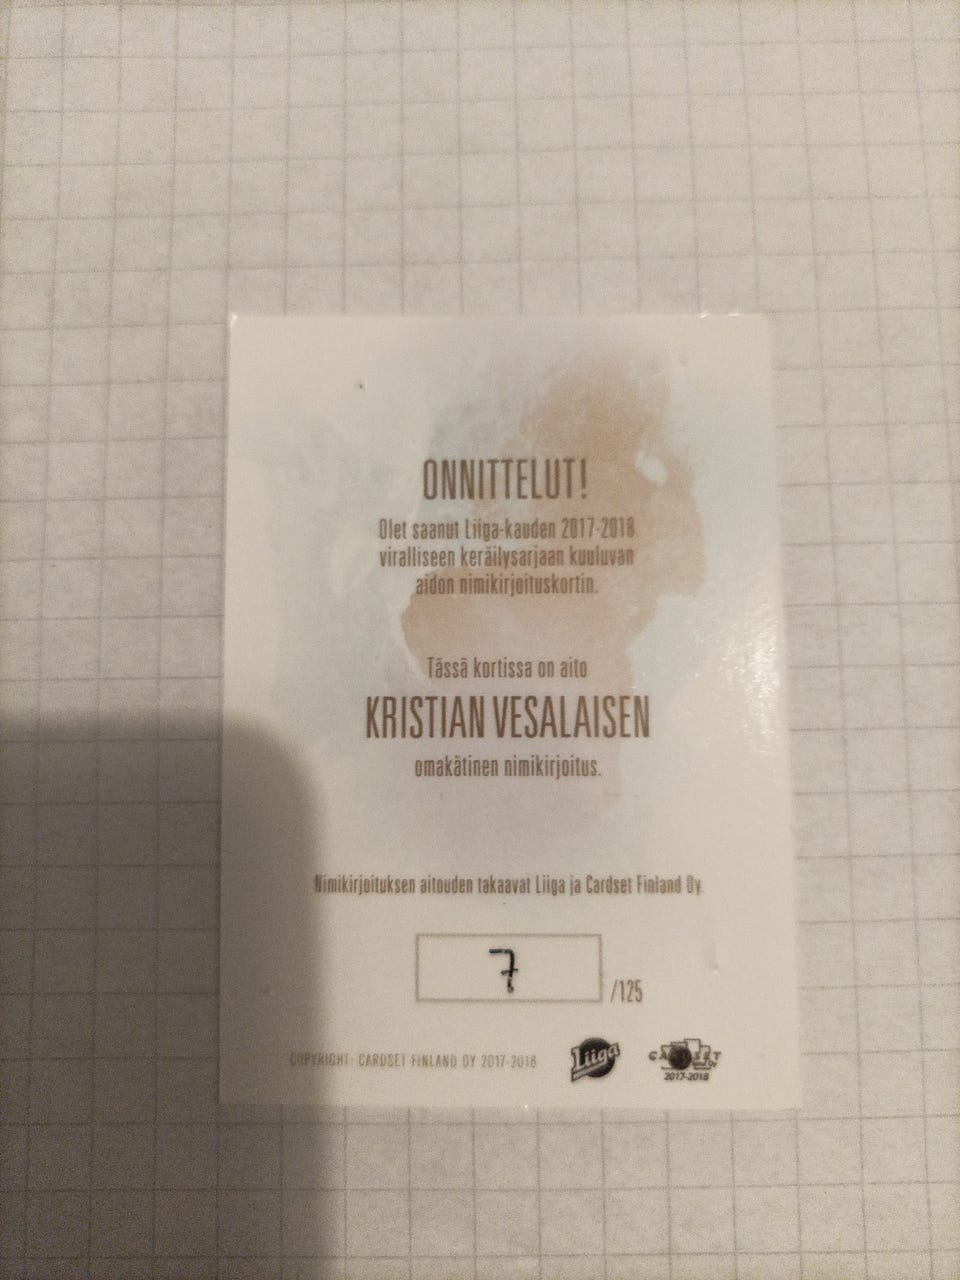 ONNITTELUT!
Olet saanut Liiga-kauden 2017-2018
viralliseen keräilysarjaan kuuluvan
aidon nimikirjoituskortin.
Tässä kortissa on aito
KRISTIAN VESALAISEN
omakätinen nimikirjoitus.
Nimikirjoituksen aitouden takaavat Liiga ja Cardset Finland Oy.
7 /125
COPYRIGHT: CARDSET FINLAND OY 2017-2018
Liiga
CARDSET
2017-2018